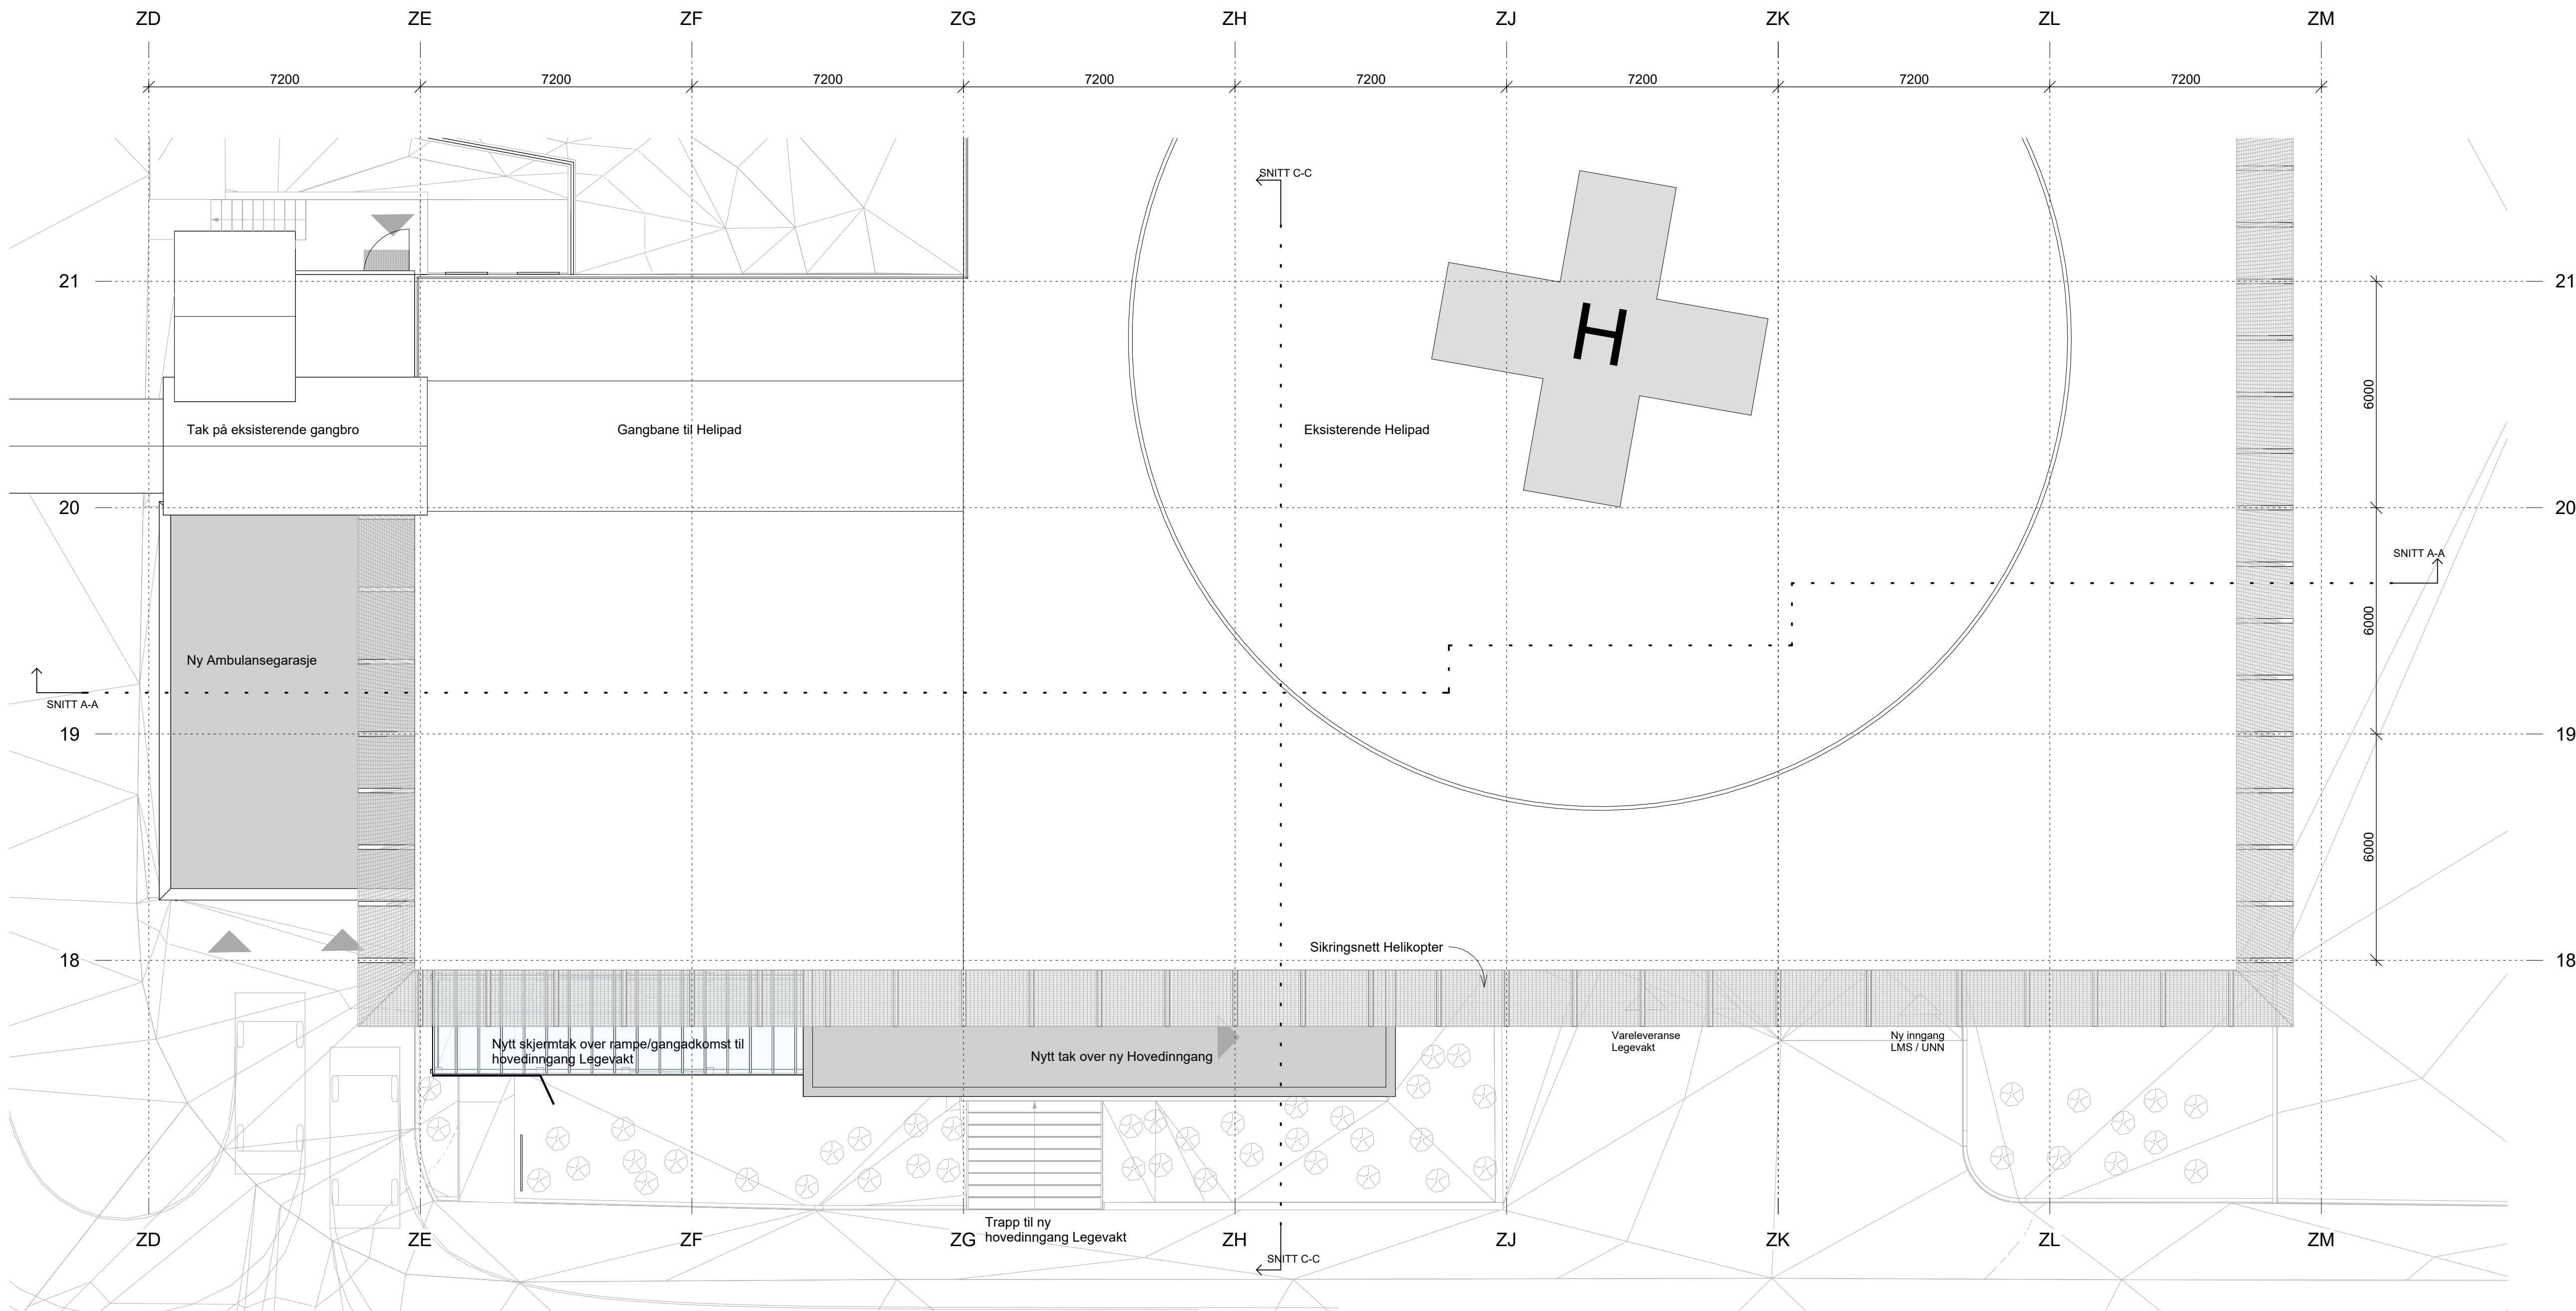 ZD ZE ZF ZG ZH ZJ ZK ZL ZM
7200 7200 7200 7200 7200 7200 7200 7200
SNITT C-C
21 21
H
6000
Tak på eksisterende gangbro
Gangbane til Helipad
Eksisterende Helipad
20 20
SNITT A-A
6000
Ny Ambulansegarasje
SNITT A-A
19 19
6000
Sikringsnett Helikopter
18 18
Nytt skjermtak over rampe/gangadkomst til
hovedinngang Legevakt
Nytt tak over ny Hovedinngang
Vareleveranse
Legevakt
Ny inngang
LMS / UNN
Trapp til ny
hovedinngang Legevakt
ZD ZE ZF ZG ZH ZJ ZK ZL ZM
SNITT C-C